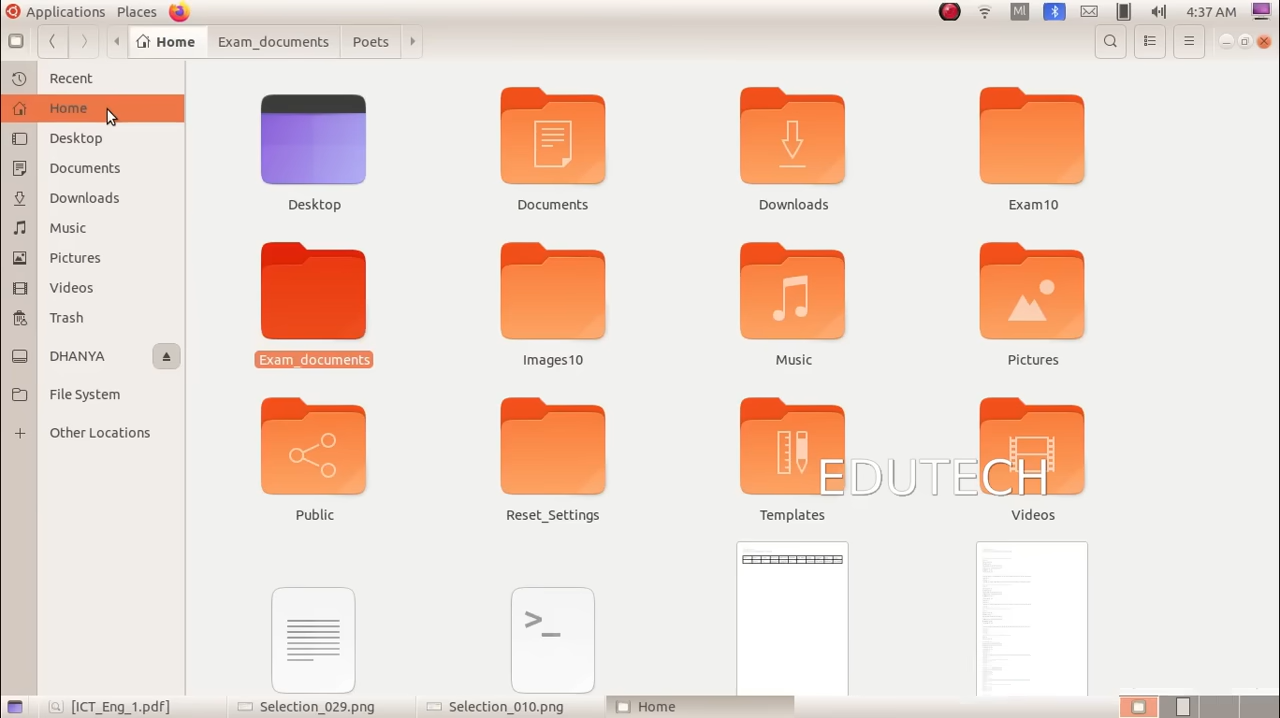 Applications Places Ml 4:37 AM
Home Exam_documents Poets
Recent
Home
Desktop
Documents
Downloads
Music
Pictures
Videos
Trash
DHANYA
File System
Other Locations
Desktop Documents Downloads Exam10
Exam_documents Images10 Music Pictures
Public Reset_Settings Templates Videos
EDUTECH
>_
[ICT_Eng_1.pdf] Selection_029.png Selection_010.png Home